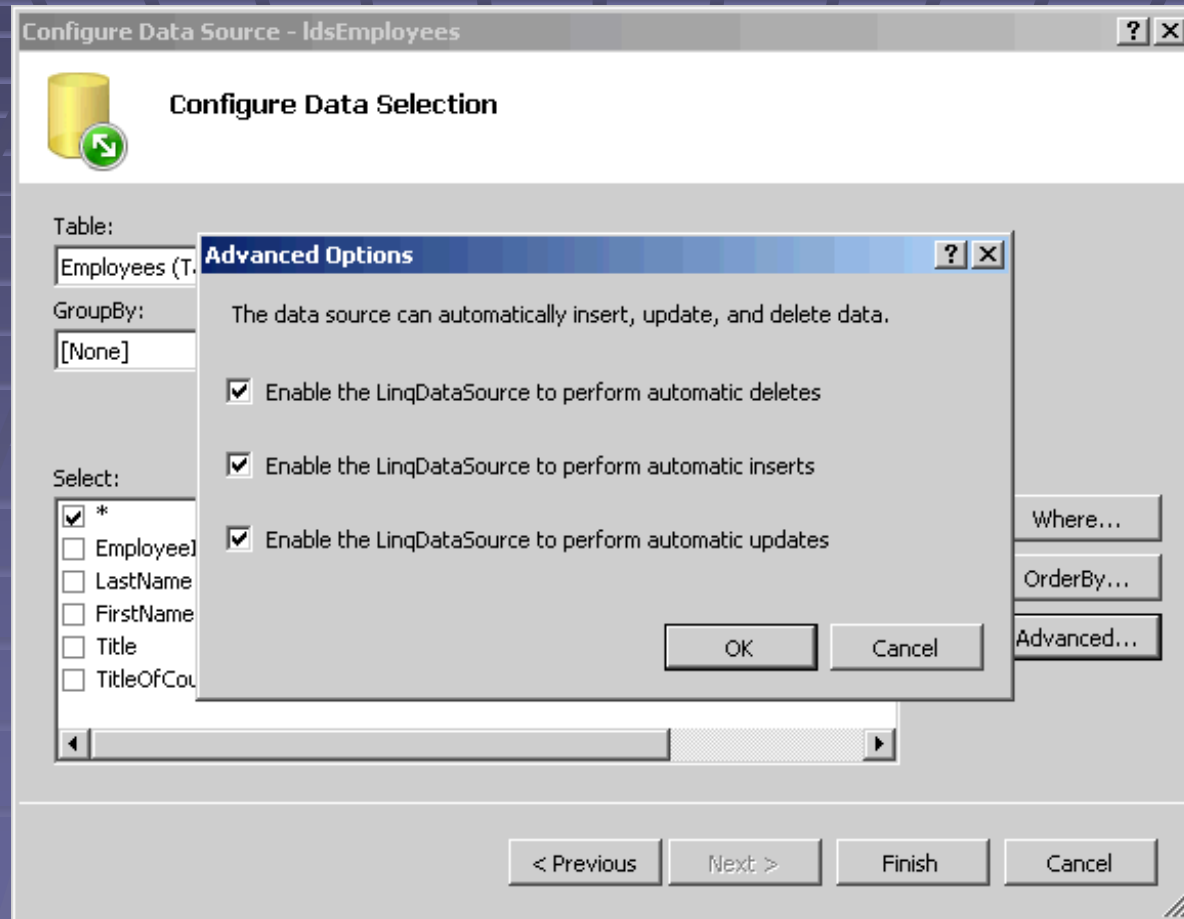 Configure Data Source - ldsEmployees
Configure Data Selection
Table:
Employees (T
GroupBy:
[None]
Select:
*
EmployeeI
LastName
FirstName
Title
TitleOfCou
Advanced Options
The data source can automatically insert, update, and delete data.
Enable the LinqDataSource to perform automatic deletes
Enable the LinqDataSource to perform automatic inserts
Enable the LinqDataSource to perform automatic updates
OK Cancel
Where...
OrderBy...
Advanced...
< Previous Next > Finish Cancel